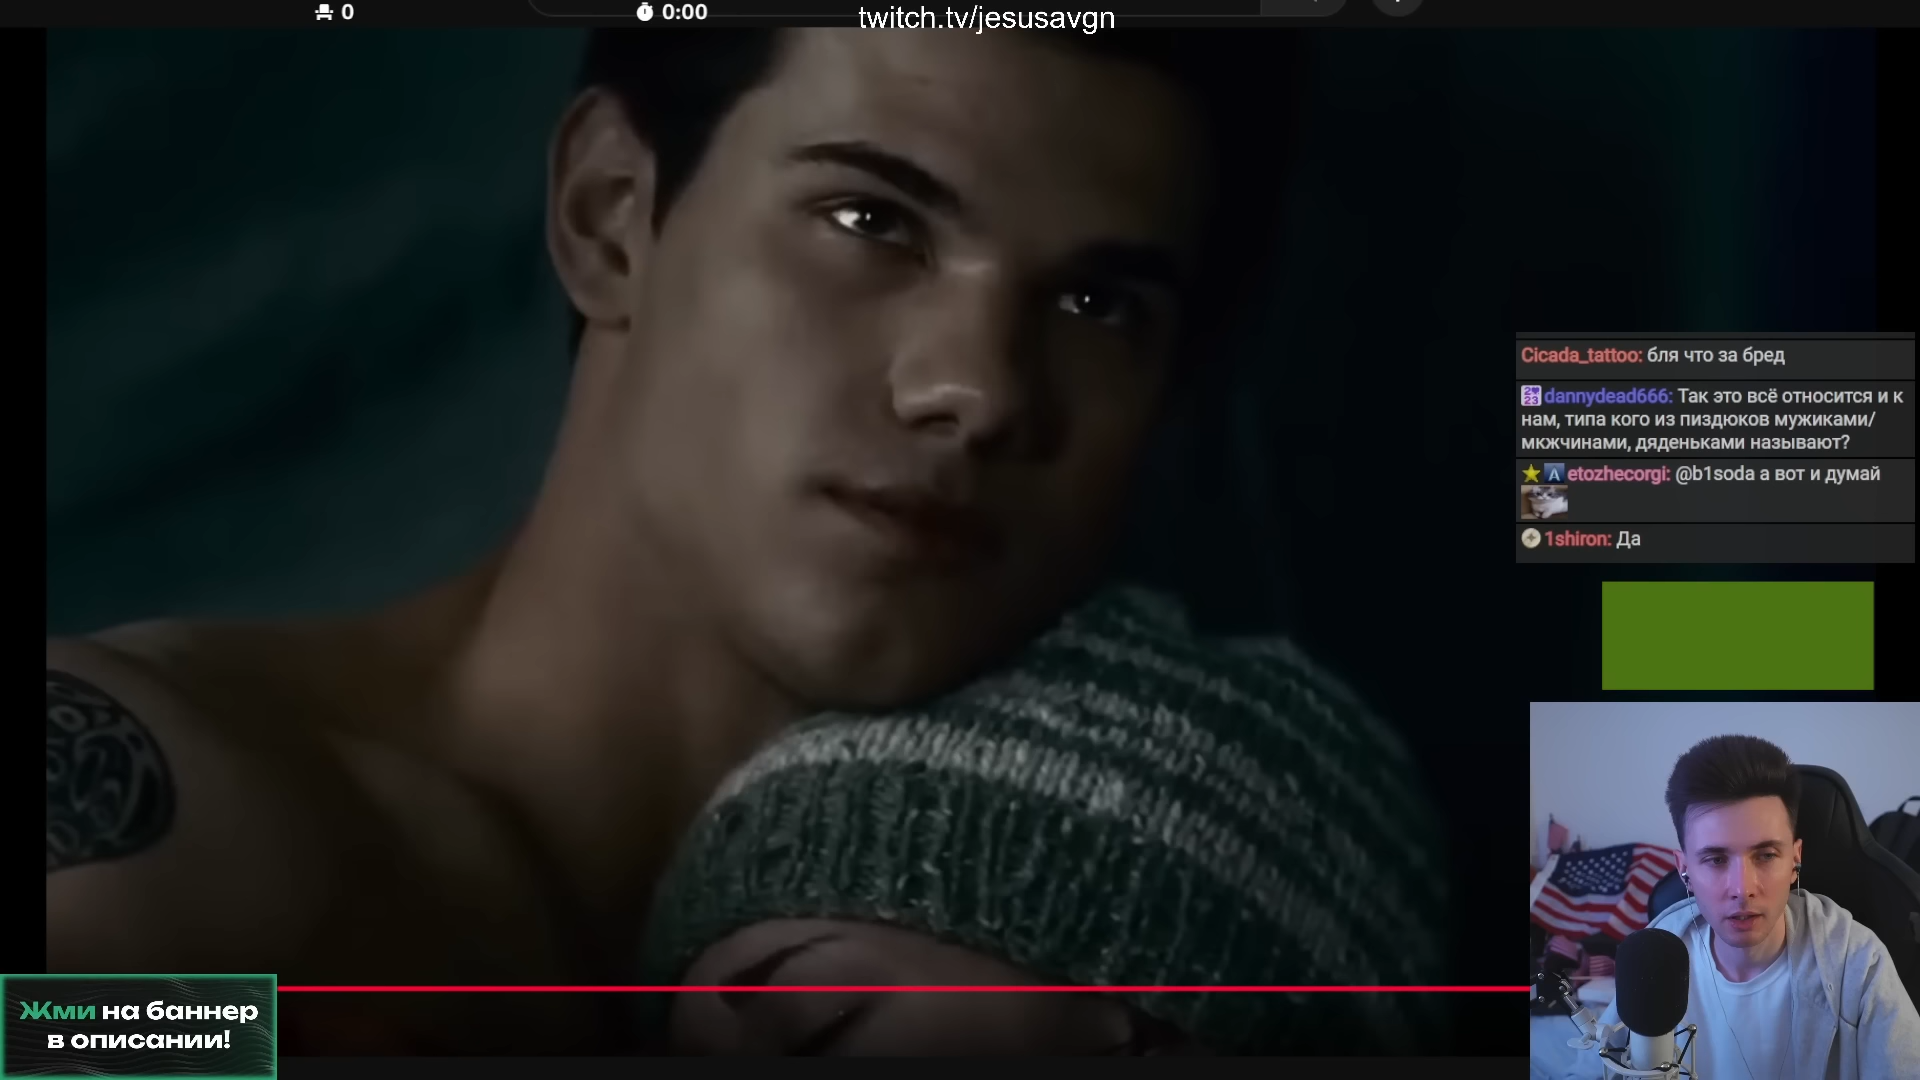 0
0:00
twitch.tv/jesusavgn
Cicada_tattoo: бля что за бред
dannydead666: Так это всё относится и к
нам, типа кого из пиздюков мужиками/
мкжчинами, дяденьками называют?
etozhecorgi: @b1soda а вот и думай
1shiron: Да
Жми на баннер
в описании!